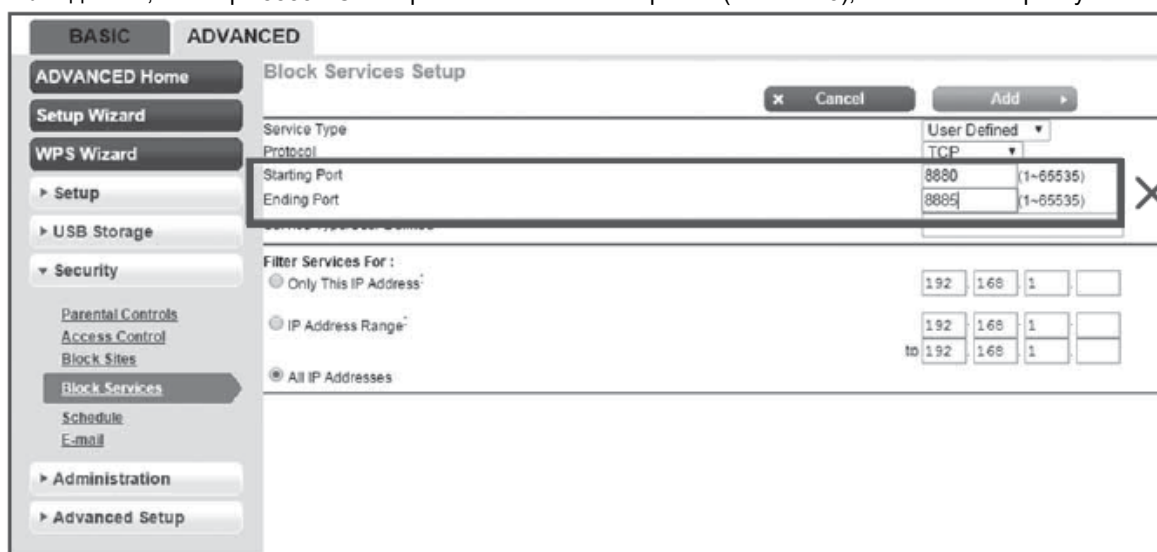 BASIC ADVANCED
ADVANCED Home
Setup Wizard
WPS Wizard
Setup
USB Storage
Security
Parental Controls
Access Control
Block Sites
Block Services
Schedule
E-mail
Administration
Advanced Setup
Block Services Setup
Cancel Add
Service Type User Defined
Protocol TCP
Starting Port 8880 (1~65535)
Ending Port 8885 (1~65535)
Filter Services For :
Only This IP Address: 192 . 168 . 1 .
IP Address Range: 192 . 168 . 1 .
to 192 . 168 . 1 .
All IP Addresses